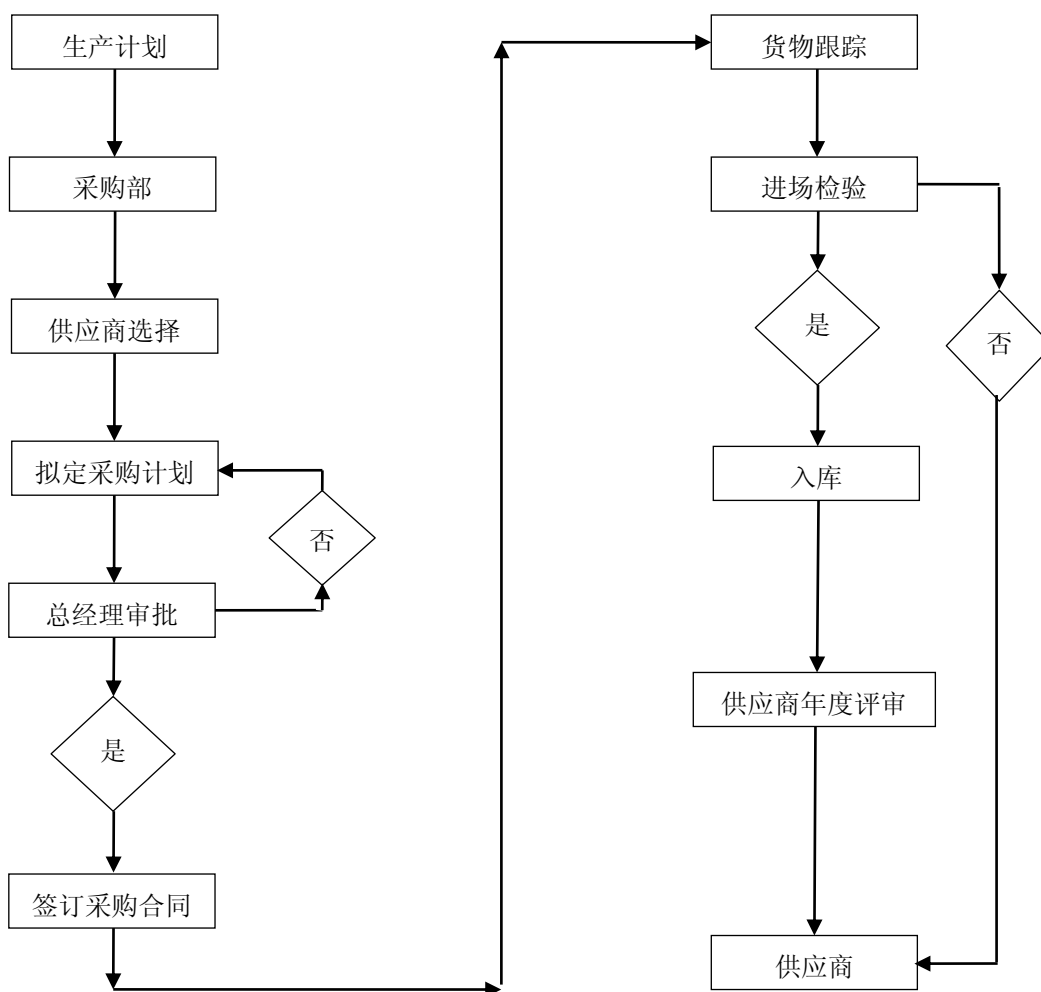 生产计划
采购部
供应商选择
拟定采购计划
否
总经理审批
是
签订采购合同
货物跟踪
进场检验
是
否
入库
供应商年度评审
供应商